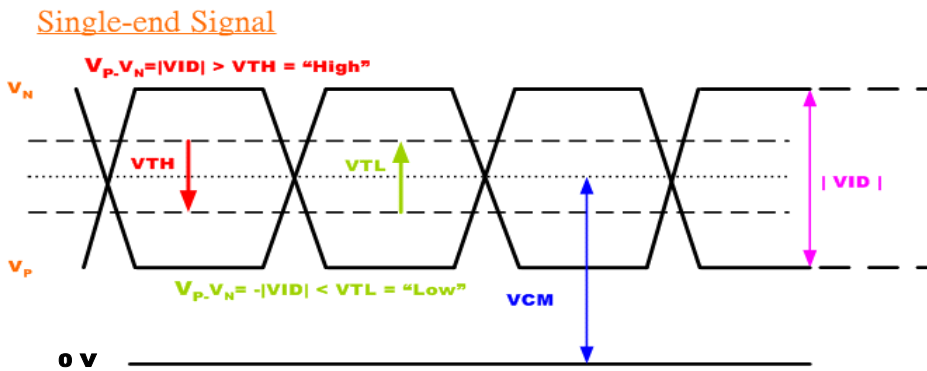 Single-end Signal
VP-VN=|VID| > VTH = “High”
VN
VTH
VTL
| VID |
VP
VP-VN= -|VID| < VTL = “Low”
VCM
0 V